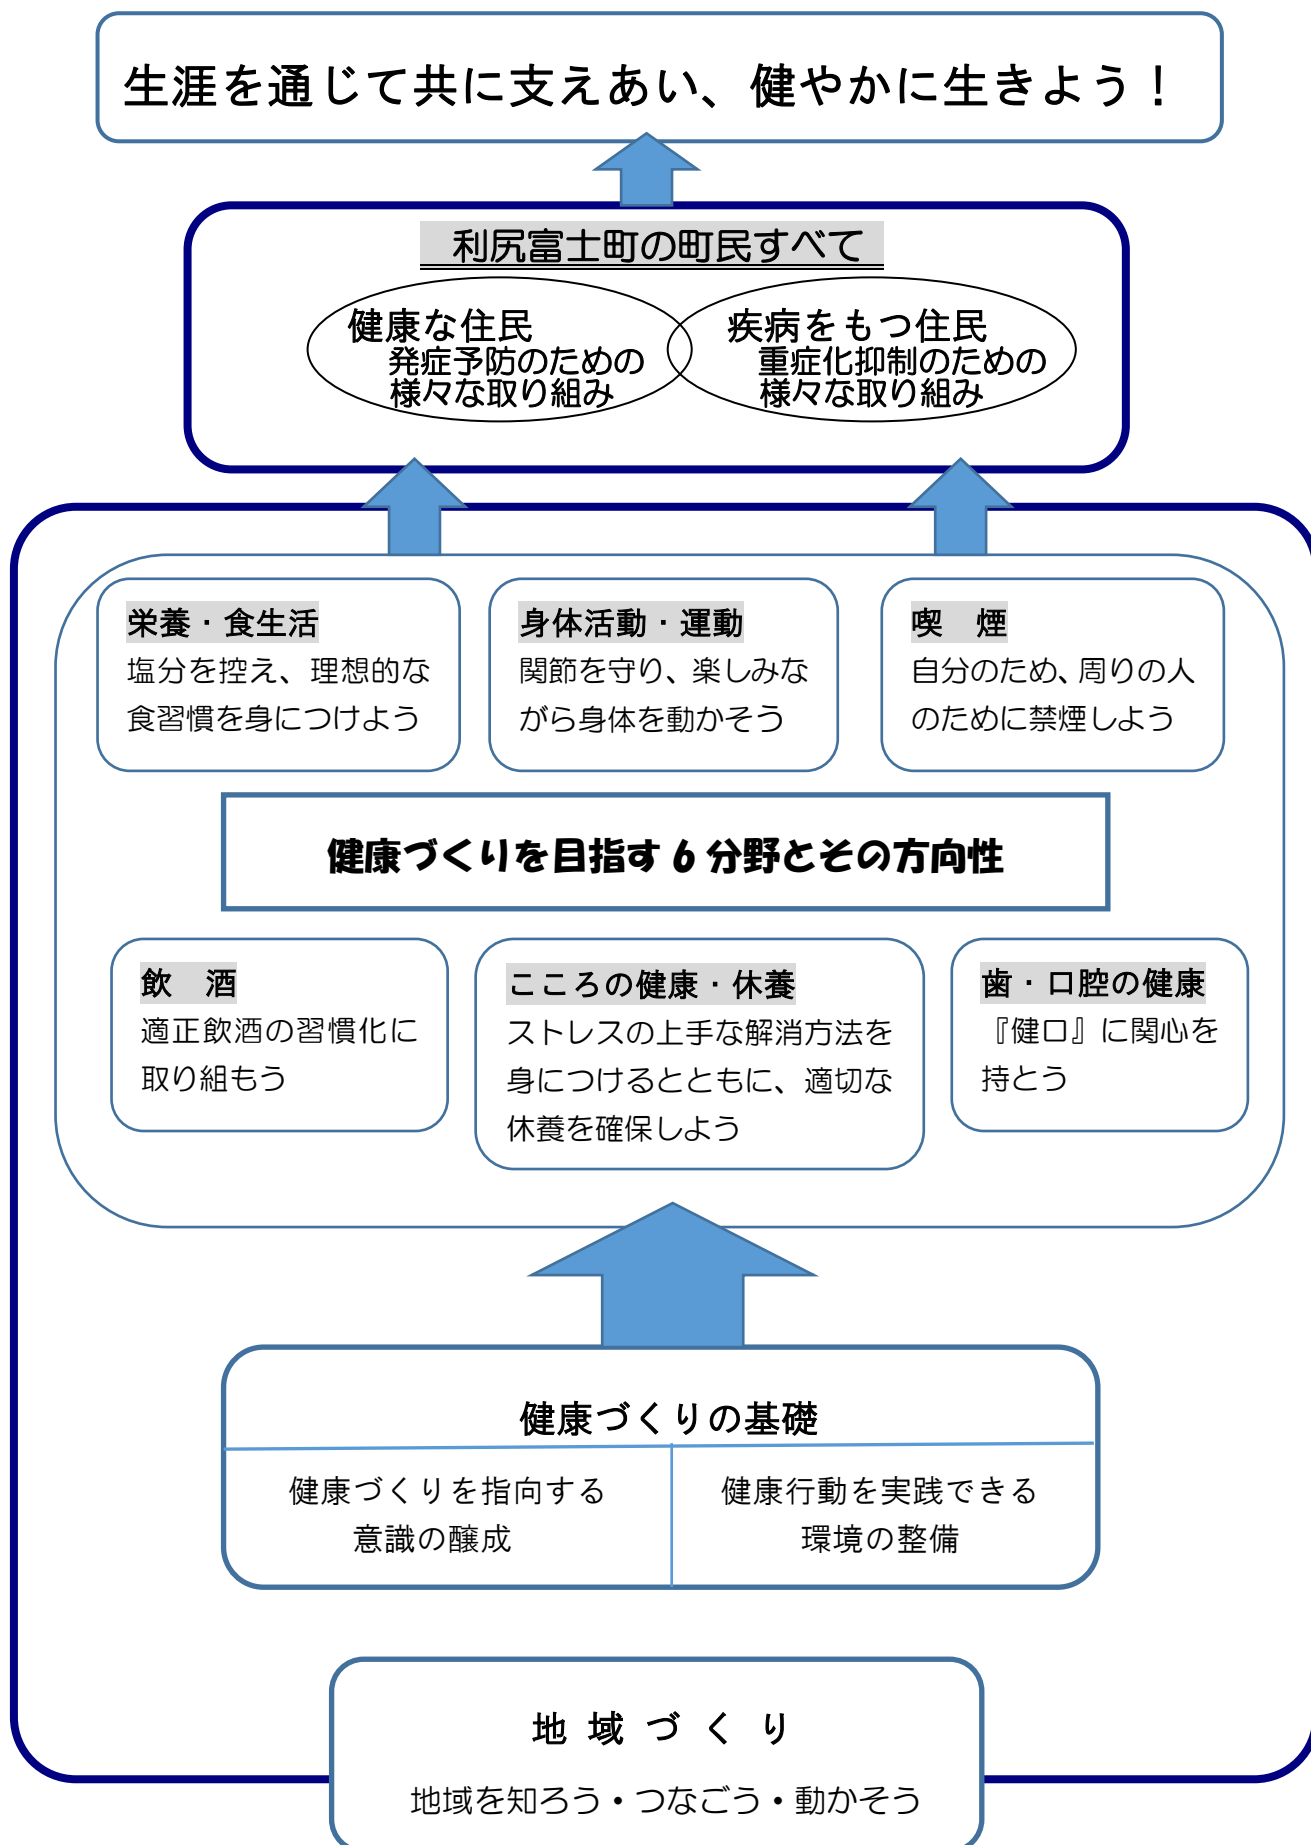 生涯を通じて共に支えあい、健やかに生きよう！
利尻富士町の町民すべて
健康な住民
発症予防のための
様々な取り組み
疾病をもつ住民
重症化抑制のための
様々な取り組み
栄養・食生活
塩分を控え、理想的な
食習慣を身につけよう
身体活動・運動
関節を守り、楽しみな
がら身体を動かそう
喫　煙
自分のため、周りの人
のために禁煙しよう
健康づくりを目指す６分野とその方向性
飲　酒
適正飲酒の習慣化に
取り組もう
こころの健康・休養
ストレスの上手な解消方法を
身につけるとともに、適切な
休養を確保しよう
歯・口腔の健康
『健口』に関心を
持とう
健康づくりの基礎
健康づくりを指向する
意識の醸成
健康行動を実践できる
環境の整備
地 域 づ く り
地域を知ろう・つなごう・動かそう